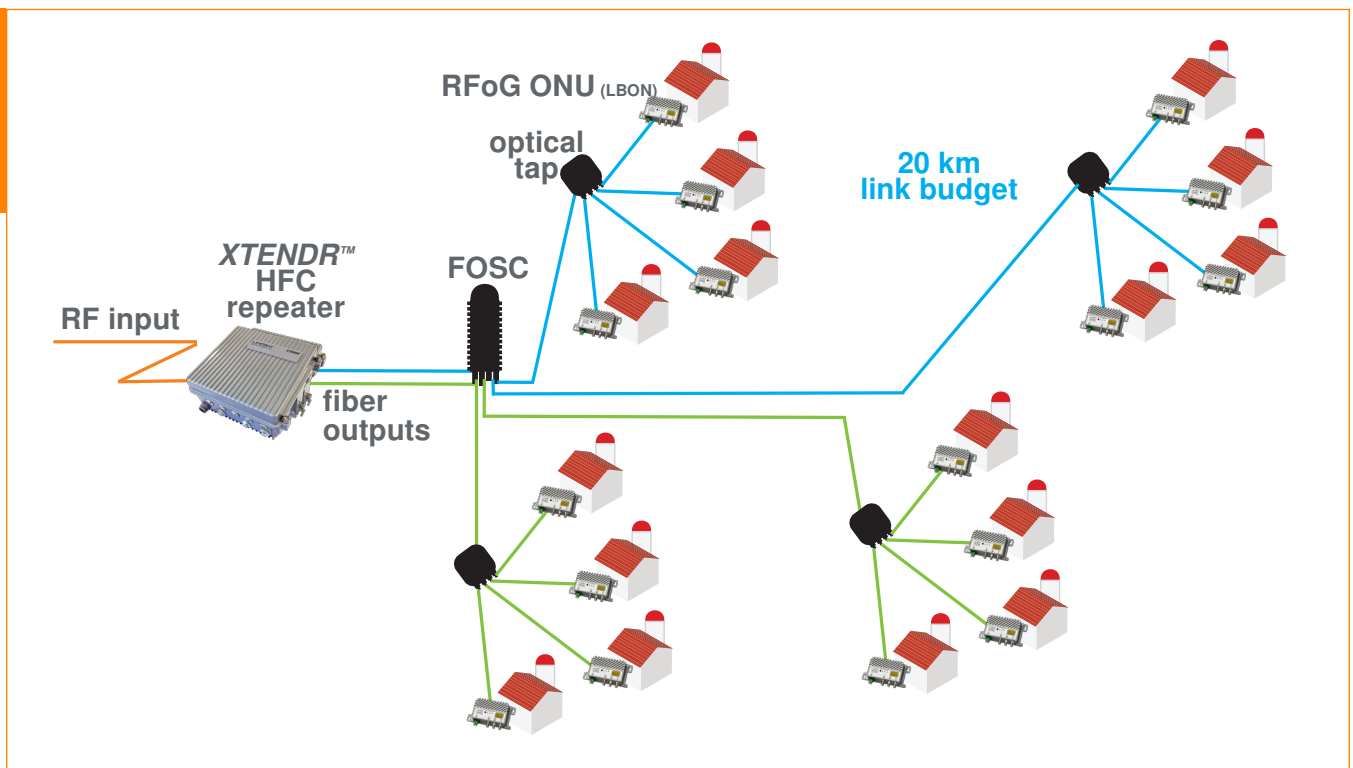 RFoG ONU (LBON)
optical
tap
20 km
link budget
XTENDR™
HFC
repeater
FOSC
RF input
fiber
outputs